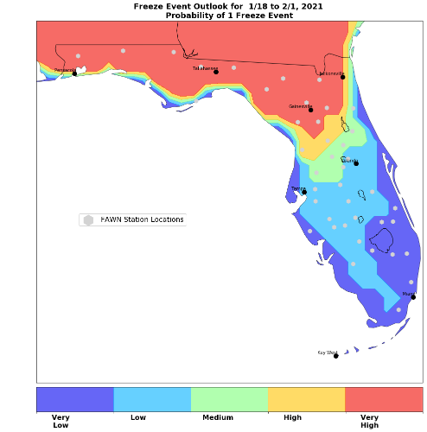 Freeze Event Outlook for 1/18 to 2/1, 2021
Probability of 1 Freeze Event
Pensacola
Tallahassee
Jacksonville
Gainesville
Orlando
Tampa
FAWN Station Locations
Miami
Key West
Very Low
Low
Medium
High
Very High